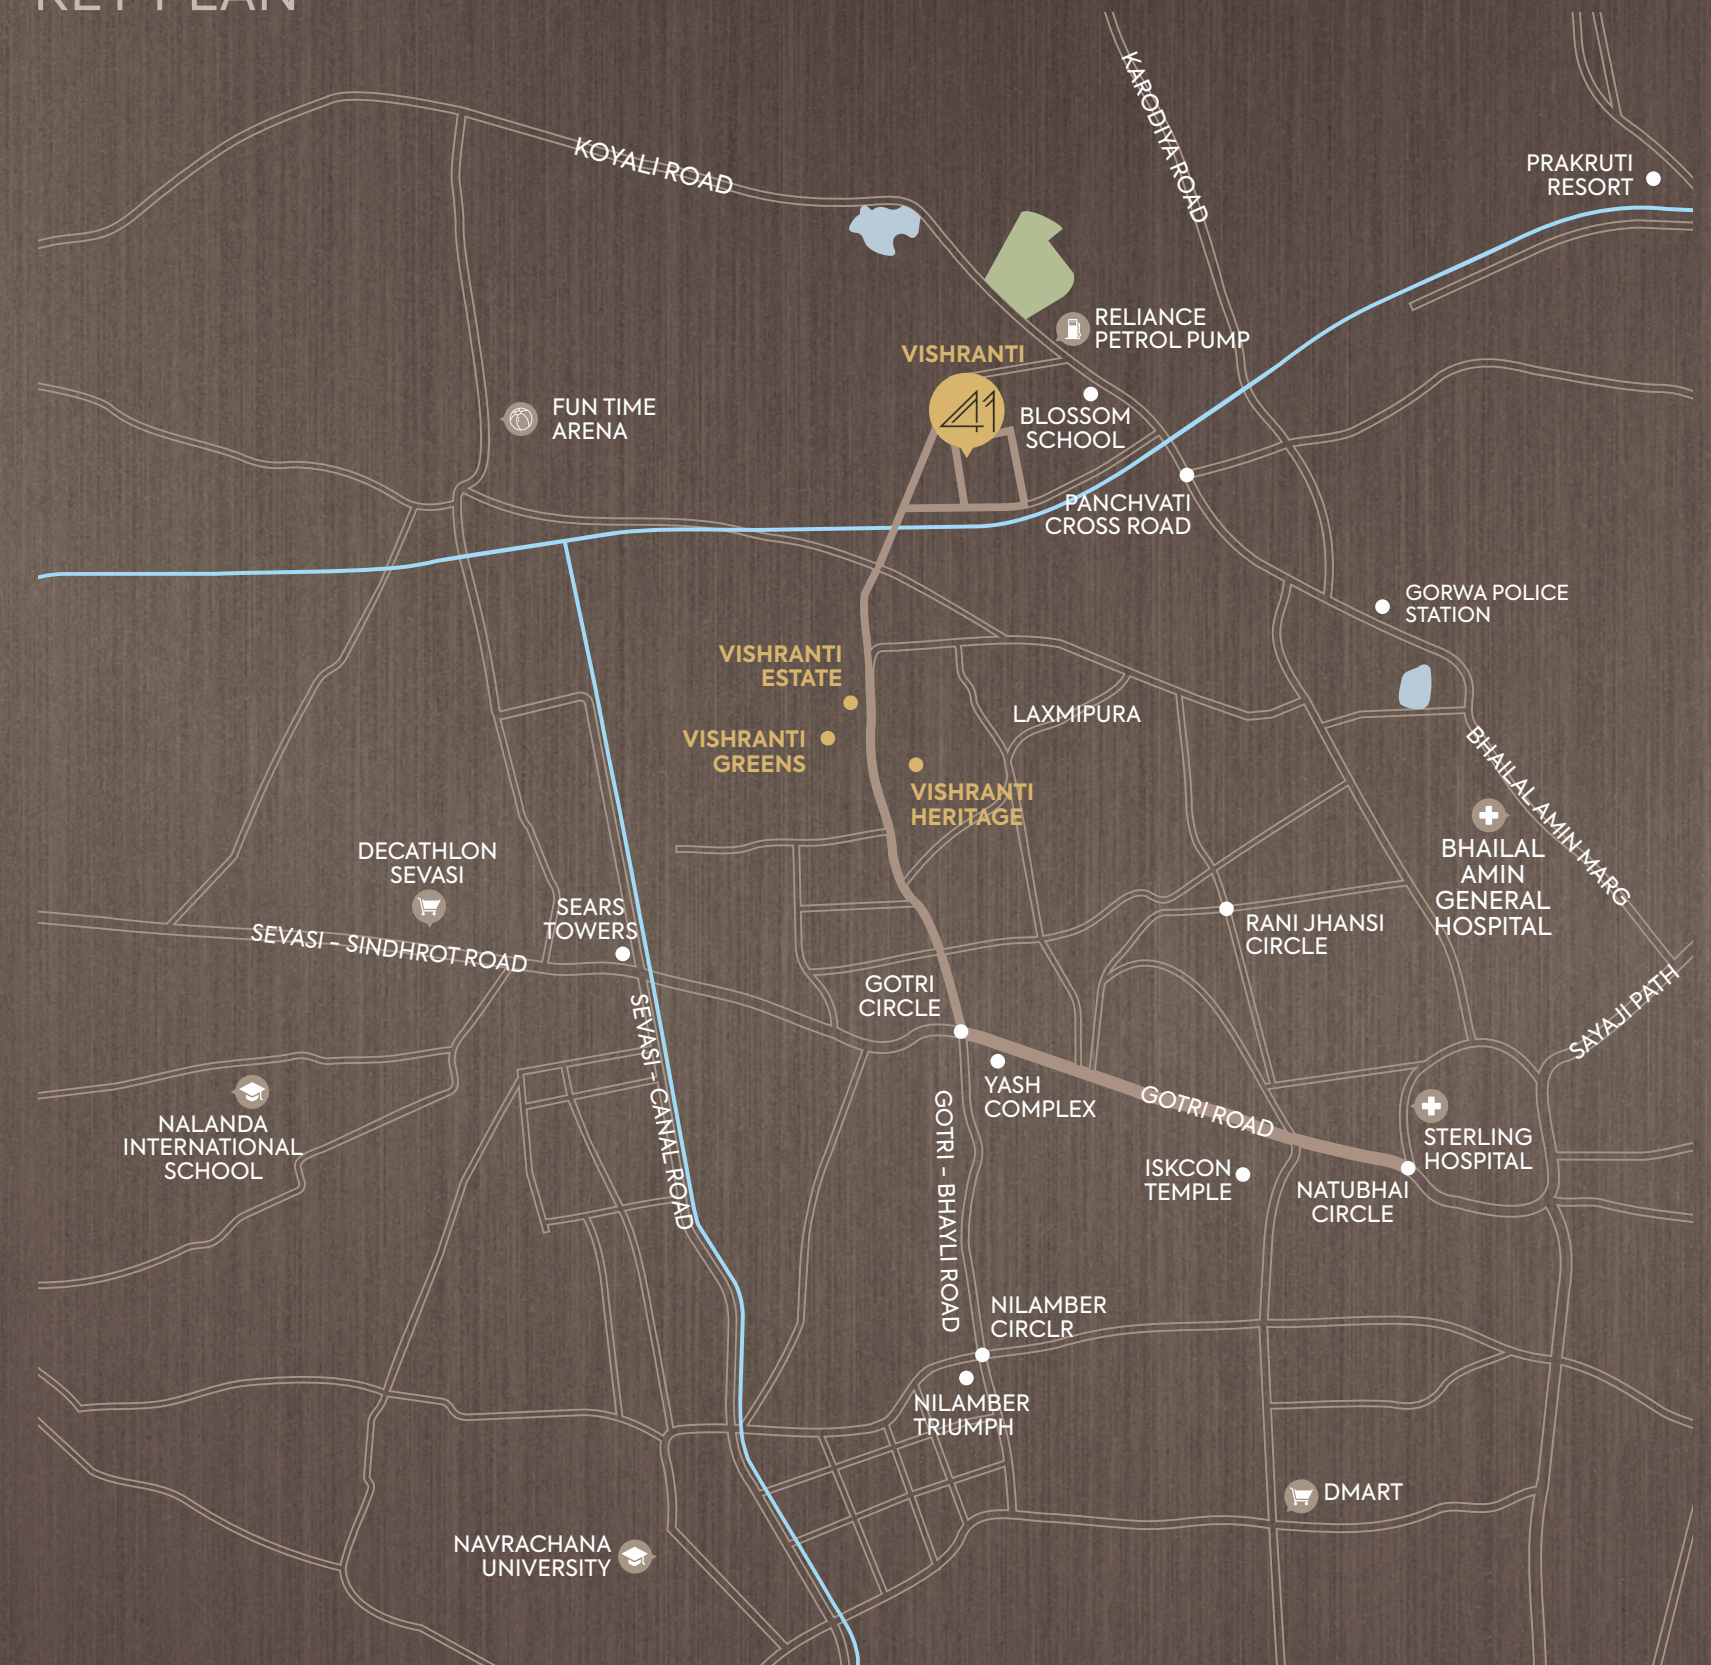 KEY PLAN
KARODIYA ROAD
KOYALI ROAD
PRAKRUTI
RESORT
RELIANCE
PETROL PUMP
VISHRANTI
41
FUN TIME
ARENA
BLOSSOM
SCHOOL
PANCHVATI
CROSS ROAD
GORWA POLICE
STATION
VISHRANTI
ESTATE
LAXMIPURA
VISHRANTI
GREENS
VISHRANTI
HERITAGE
BHAILAL AMIN MARG
BHAILAL
AMIN
GENERAL
HOSPITAL
DECATHLON
SEVASI
SEARS
TOWERS
SEVASI - SINDHROT ROAD
RANI JHANSI
CIRCLE
GOTRI
CIRCLE
SAYAJI PATH
SEVASI - CANAL ROAD
YASH
COMPLEX
GOTRI ROAD
GOTRI - BHAYLI ROAD
NALANDA
INTERNATIONAL
SCHOOL
STERLING
HOSPITAL
ISKCON
TEMPLE
NATUBHAI
CIRCLE
NILAMBER
CIRCLR
NILAMBER
TRIUMPH
DMART
NAVRACHANA
UNIVERSITY